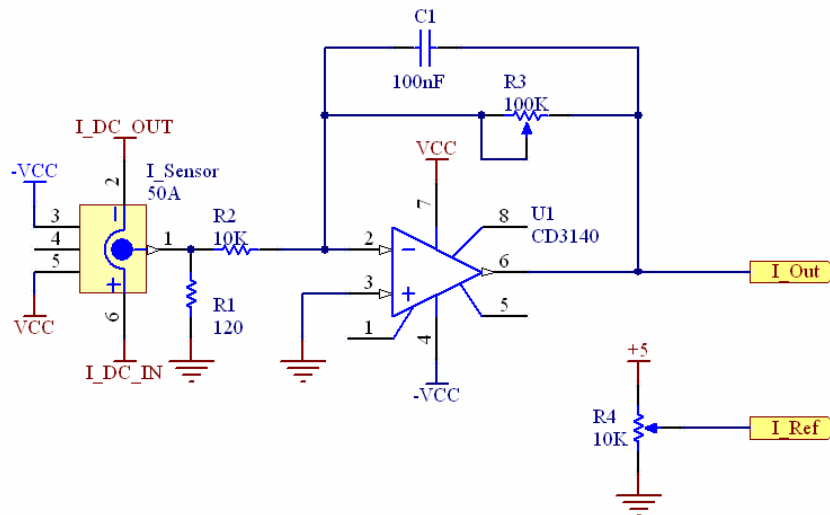 C1
100nF
R3
100K
I_DC_OUT
VCC
-VCC
I_Sensor
50A
2
7
3
4
5
1
R2
10K
2
8
U1
CD3140
6
I_Out
3
R1
120
5
1
4
VCC
6
I_DC_IN
-VCC
+5
R4
10K
I_Ref